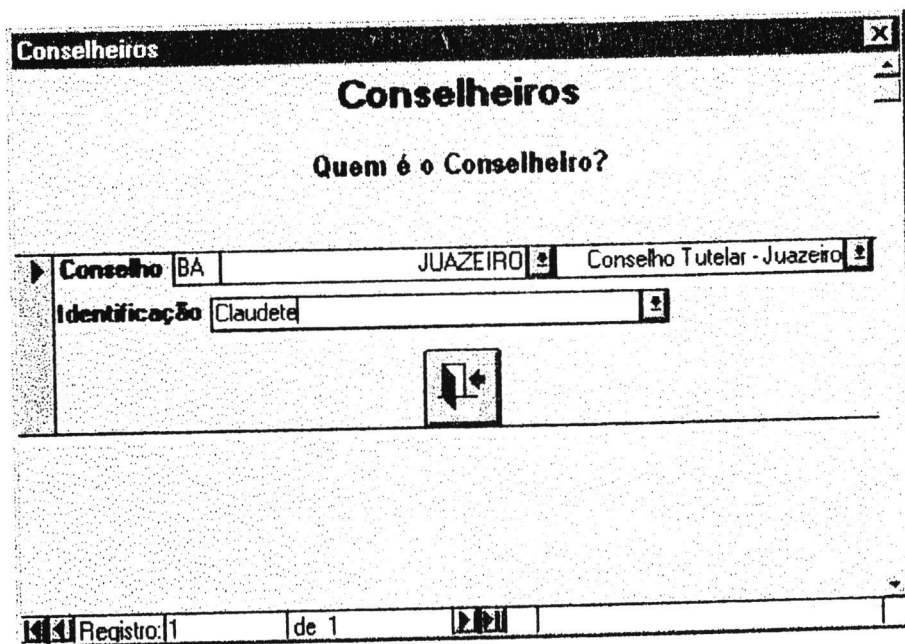 Conselheiros
Conselheiros
Quem é o Conselheiro?
Conselho BA JUAZEIRO Conselho Tutelar - Juazeiro
Identificação Claudete
Registro: 1 de 1